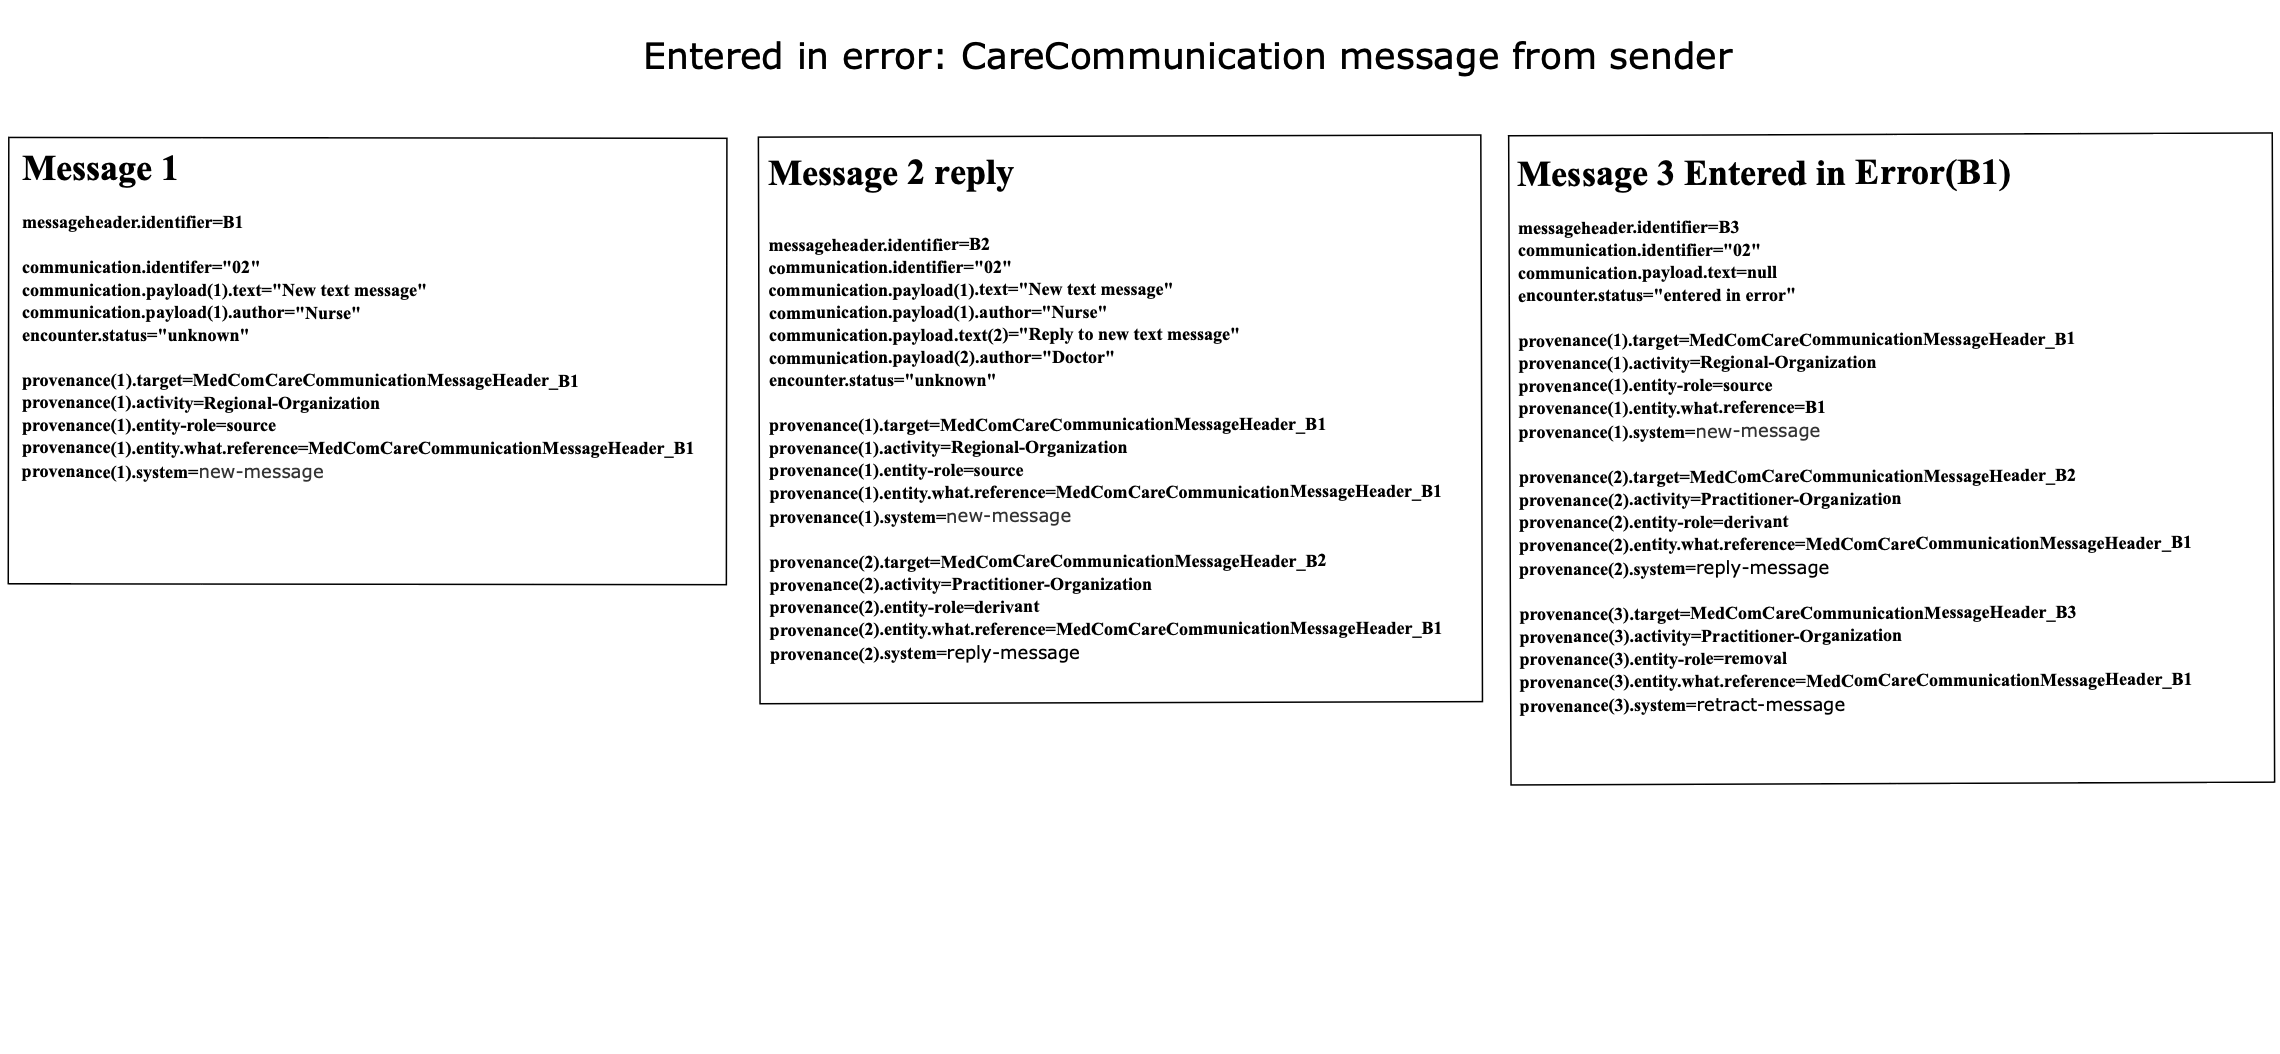 Entered in error: CareCommunication message from sender
Message 1
messageheader.identifier=B1
communication.identifer="02"
communication.payload(1).text="New text message"
communication.payload(1).author="Nurse"
encounter.status="unknown"
provenance(1).target=MedComCareCommunicationMessageHeader_B1
provenance(1).activity=Regional-Organization
provenance(1).entity-role=source
provenance(1).entity.what.reference=MedComCareCommunicationMessageHeader_B1
provenance(1).system=new-message
Message 2 reply
messageheader.identifier=B2
communication.identifier="02"
communication.payload(1).text="New text message"
communication.payload(1).author="Nurse"
communication.payload.text(2)="Reply to new text message"
communication.payload(2).author="Doctor"
encounter.status="unknown"
provenance(1).target=MedComCareCommunicationMessageHeader_B1
provenance(1).activity=Regional-Organization
provenance(1).entity-role=source
provenance(1).entity.what.reference=MedComCareCommunicationMessageHeader_B1
provenance(1).system=new-message
provenance(2).target=MedComCareCommunicationMessageHeader_B2
provenance(2).activity=Practitioner-Organization
provenance(2).entity-role=derivant
provenance(2).entity.what.reference=MedComCareCommunicationMessageHeader_B1
provenance(2).system=reply-message
Message 3 Entered in Error(B1)
messageheader.identifier=B3
communication.identifier="02"
communication.payload.text=null
encounter.status="entered in error"
provenance(1).target=MedComCareCommunicationMessageHeader_B1
provenance(1).activity=Regional-Organization
provenance(1).entity-role=source
provenance(1).entity.what.reference=B1
provenance(1).system=new-message
provenance(2).target=MedComCareCommunicationMessageHeader_B2
provenance(2).activity=Practitioner-Organization
provenance(2).entity-role=derivant
provenance(2).entity.what.reference=MedComCareCommunicationMessageHeader_B1
provenance(2).system=reply-message
provenance(3).target=MedComCareCommunicationMessageHeader_B3
provenance(3).activity=Practitioner-Organization
provenance(3).entity-role=removal
provenance(3).entity.what.reference=MedComCareCommunicationMessageHeader_B1
provenance(3).system=retract-message